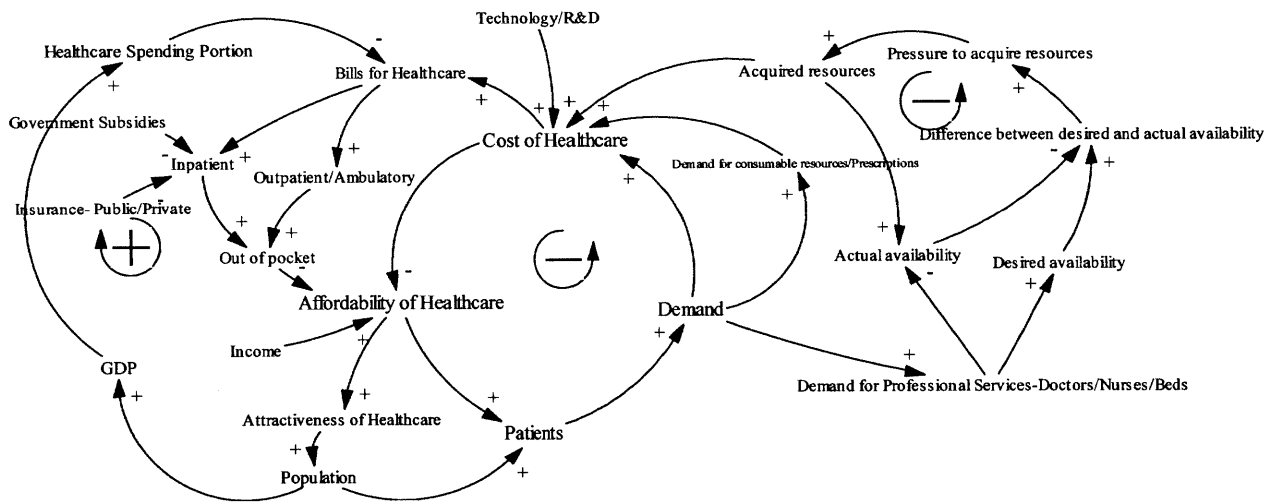 Technology/R&D
Healthcare Spending Portion
-
+
Pressure to acquire resources
Bills for Healthcare
Acquired resources
+
+
+
+
+
+
−
Government Subsidies
Cost of Healthcare
Difference between desired and actual availability
-
Inpatient
+
+
Demand for consumable resources/Prescriptions
-
+
Outpatient/Ambulatory
+
+
Insurance- Public/Private
-
+
+
+
+
+
Out of pocket
−
Actual availability
Desired availability
-
-
-
+
Affordability of Healthcare
Demand
Income
+
+
+
GDP
Demand for Professional Services-Doctors/Nurses/Beds
+
+
+
Attractiveness of Healthcare
Patients
+
+
Population